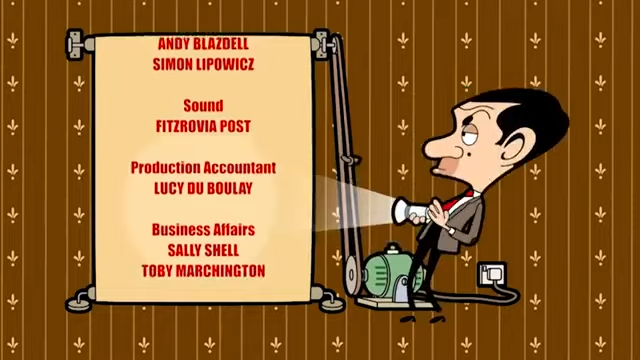 ANDY BLAZDELL
SIMON LIPOWICZ
Sound
FITZROVIA POST
Production Accountant
LUCY DU BOULAY
Business Affairs
SALLY SHELL
TOBY MARCHINGTON